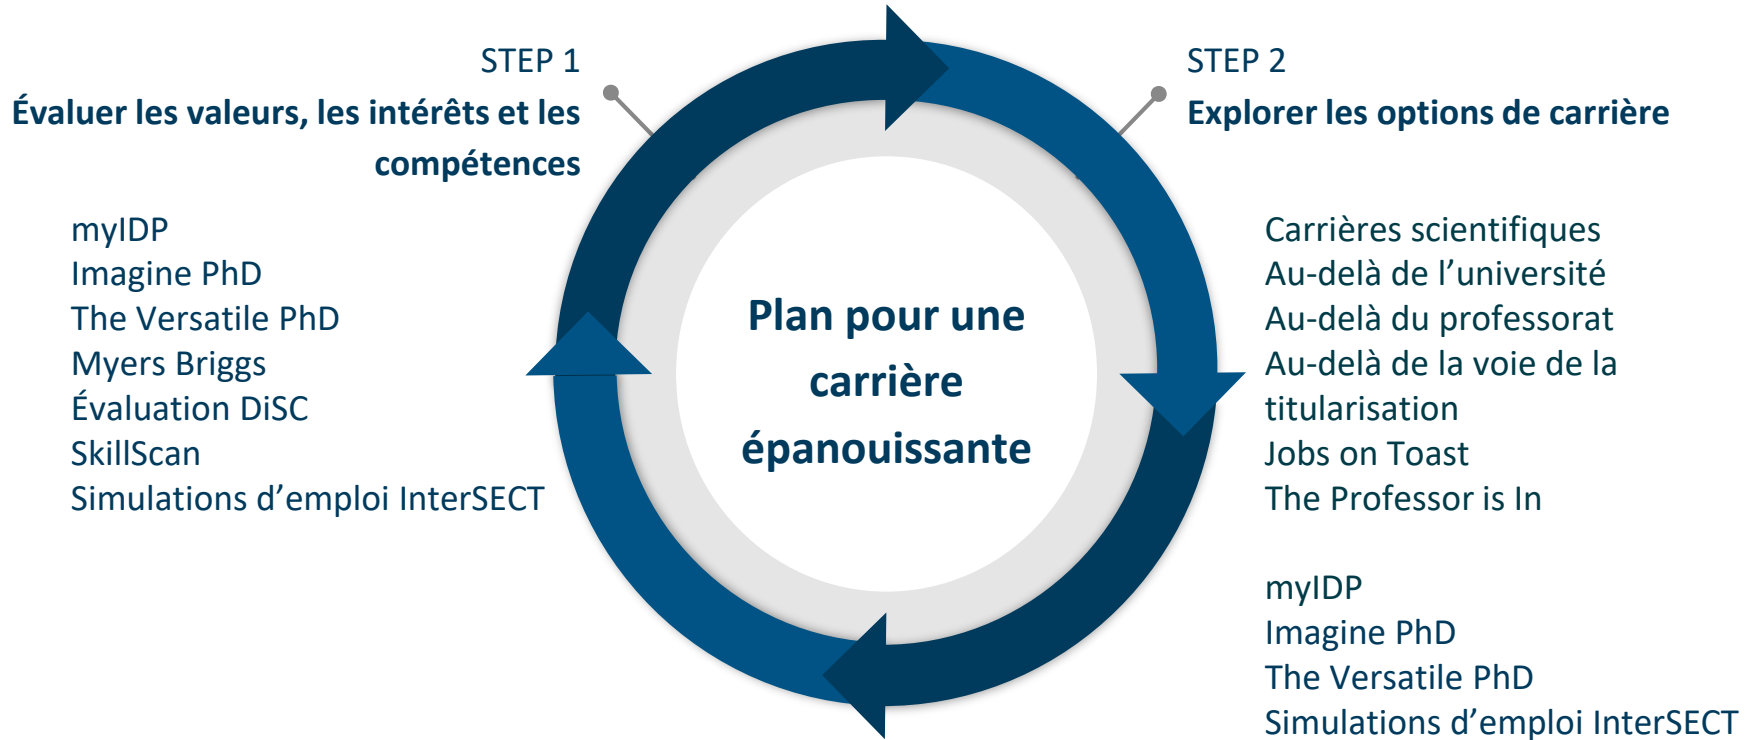 STEP 1
Évaluer les valeurs, les intérêts et les
compétences
myIDP
Imagine PhD
The Versatile PhD
Myers Briggs
Évaluation DiSC
SkillScan
Simulations d’emploi InterSECT
Plan pour une
carrière
épanouissante
STEP 2
Explorer les options de carrière
Carrières scientifiques
Au-delà de l’université
Au-delà du professorat
Au-delà de la voie de la
titularisation
Jobs on Toast
The Professor is In
myIDP
Imagine PhD
The Versatile PhD
Simulations d’emploi InterSECT